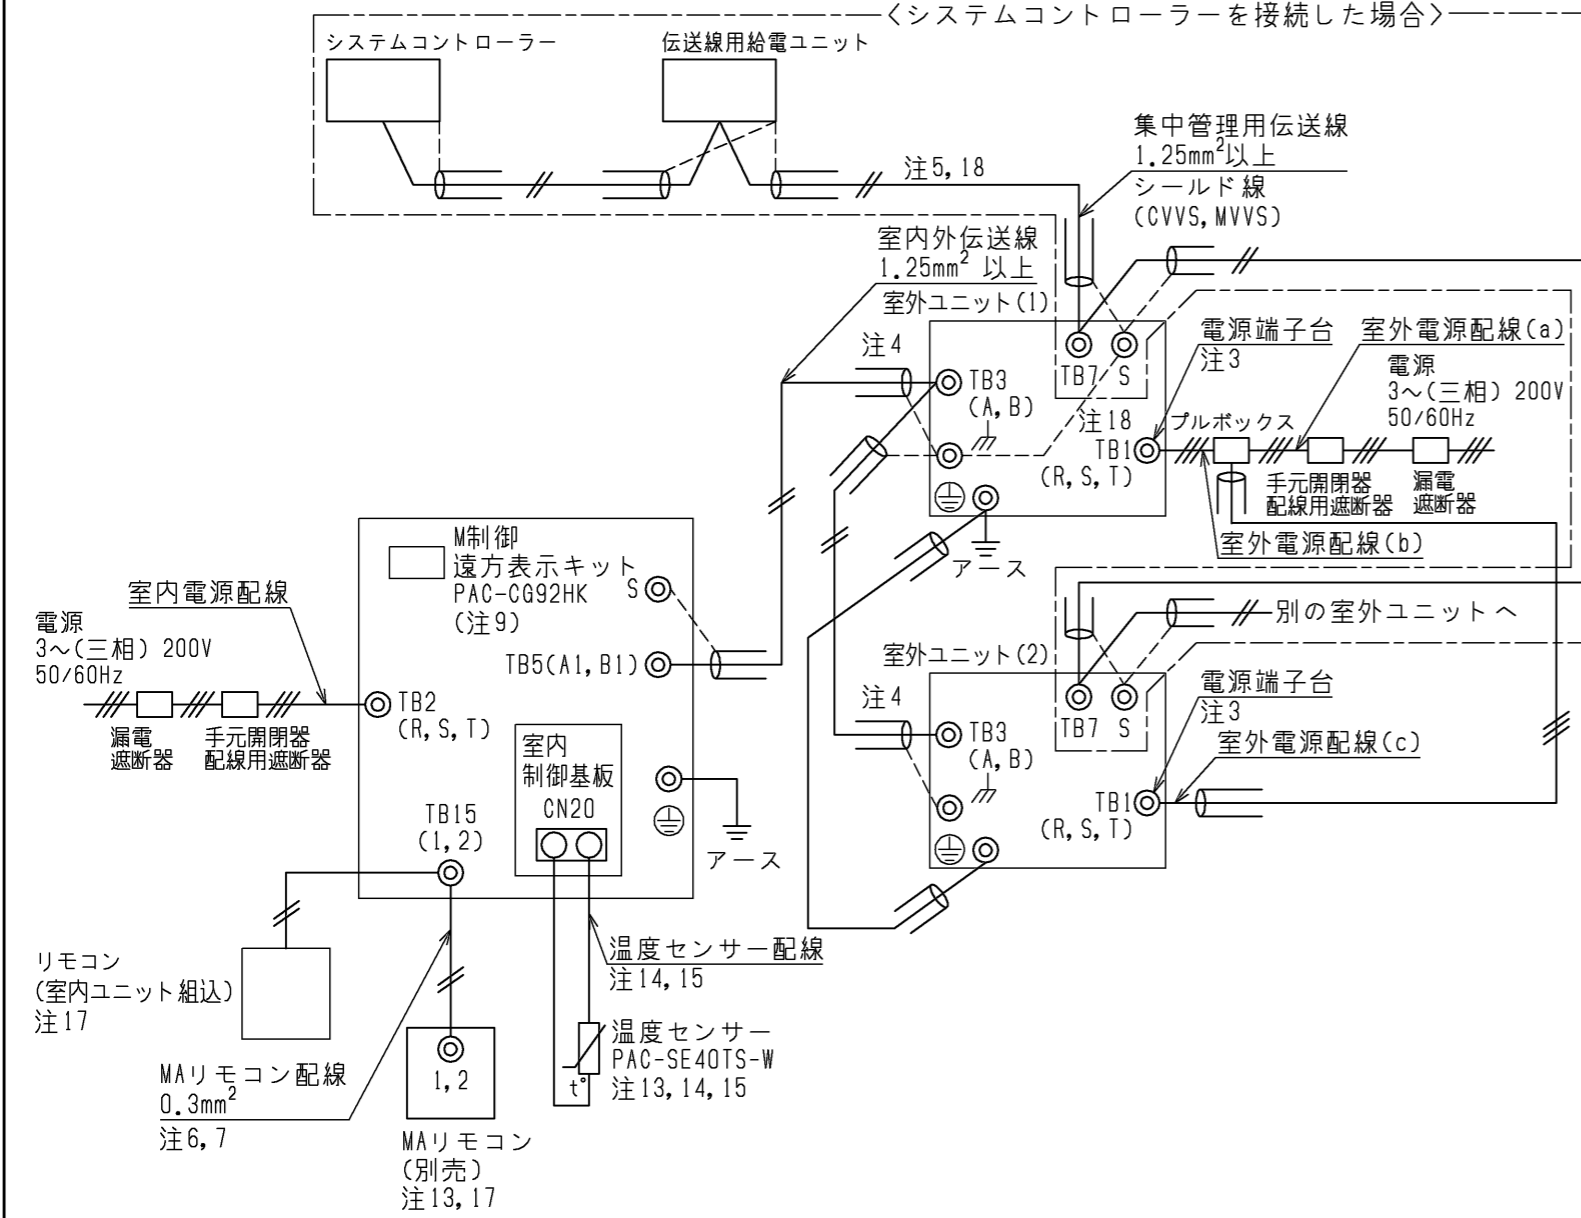 〈システムコントローラーを接続した場合〉
システムコントローラー
伝送線用給電ユニット
注5,18
集中管理用伝送線
1.25mm²以上
シールド線
(CVVS,MVVS)
室内外伝送線
1.25mm² 以上
室外ユニット(1)
注4
TB3
(A,B)
TB7 S
注18
TB1
(R,S,T)
電源端子台
注3
室外電源配線(a)
電源
3～(三相) 200V
50/60Hz
プルボックス
手元開閉器
配線用遮断器
漏電
遮断器
室外電源配線(b)
アース
M制御
遠方表示キット
PAC-CG92HK
(注9)
S
TB5(A1,B1)
室内電源配線
電源
3～(三相) 200V
50/60Hz
漏電
遮断器
手元開閉器
配線用遮断器
TB2
(R,S,T)
室内
制御基板
CN20
TB15
(1,2)
アース
別の室外ユニットへ
室外ユニット(2)
注4
TB3
(A,B)
TB7 S
TB1
(R,S,T)
電源端子台
注3
室外電源配線(c)
リモコン
(室内ユニット組込)
注17
MAリモコン配線
0.3mm²
注6,7
1,2
MAリモコン
(別売)
注13,17
温度センサー配線
注14,15
温度センサー
PAC-SE40TS-W
注13,14,15
t°